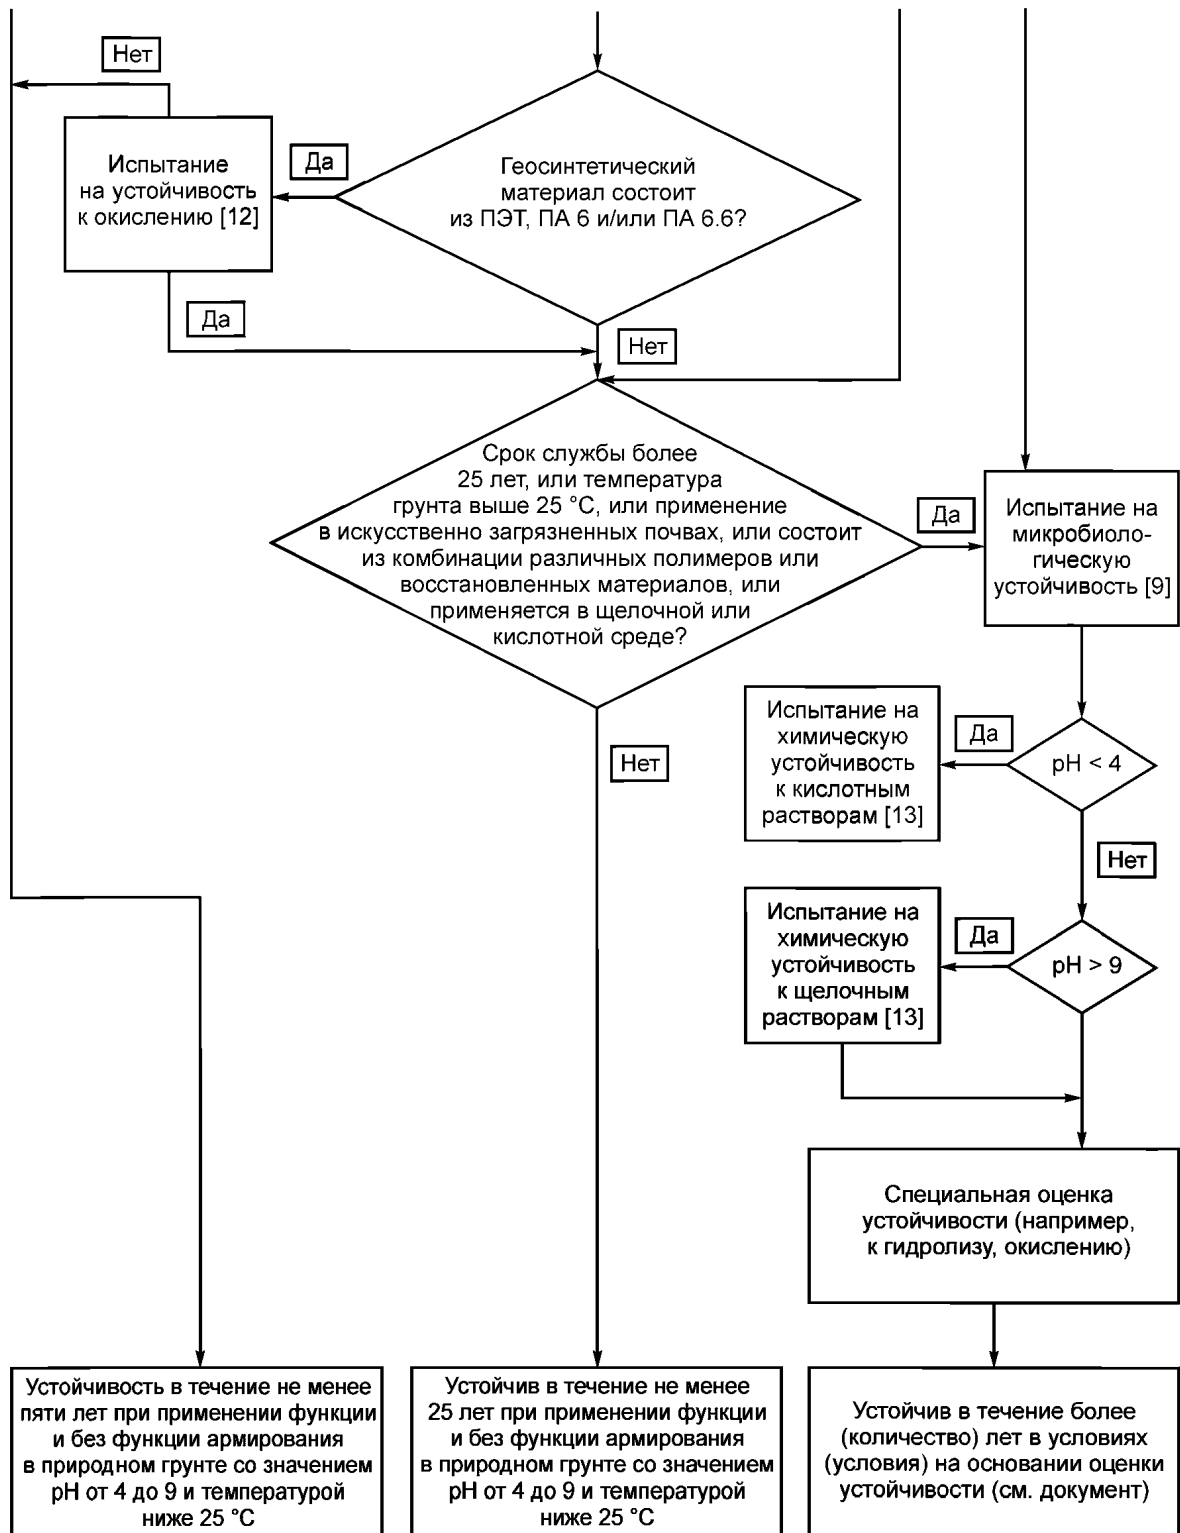 Нет
Испытание
на устойчивость
к окислению [12]
Да
Геосинтетический
материал состоит
из ПЭТ, ПА 6 и/или ПА 6.6?
Да
Нет
Срок службы более
25 лет, или температура
грунта выше 25 °С, или применение
в искусственно загрязненных почвах, или состоит
из комбинации различных полимеров или
восстановленных материалов, или
применяется в щелочной или
кислотной среде?
Да
Испытание на
микробиоло-
гическую
устойчивость [9]
Нет
Испытание на
химическую
устойчивость
к кислотным
растворам [13]
Да
pH < 4
Нет
Испытание на
химическую
устойчивость
к щелочным
растворам [13]
Да
pH > 9
Специальная оценка
устойчивости (например,
к гидролизу, окислению)
Устойчивость в течение не менее
пяти лет при применении функции
и без функции армирования
в природном грунте со значением
pH от 4 до 9 и температурой
ниже 25 °С
Устойчив в течение не менее
25 лет при применении функции
и без функции армирования
в природном грунте со значением
pH от 4 до 9 и температурой
ниже 25 °С
Устойчив в течение более
(количество) лет в условиях
(условия) на основании оценки
устойчивости (см. документ)